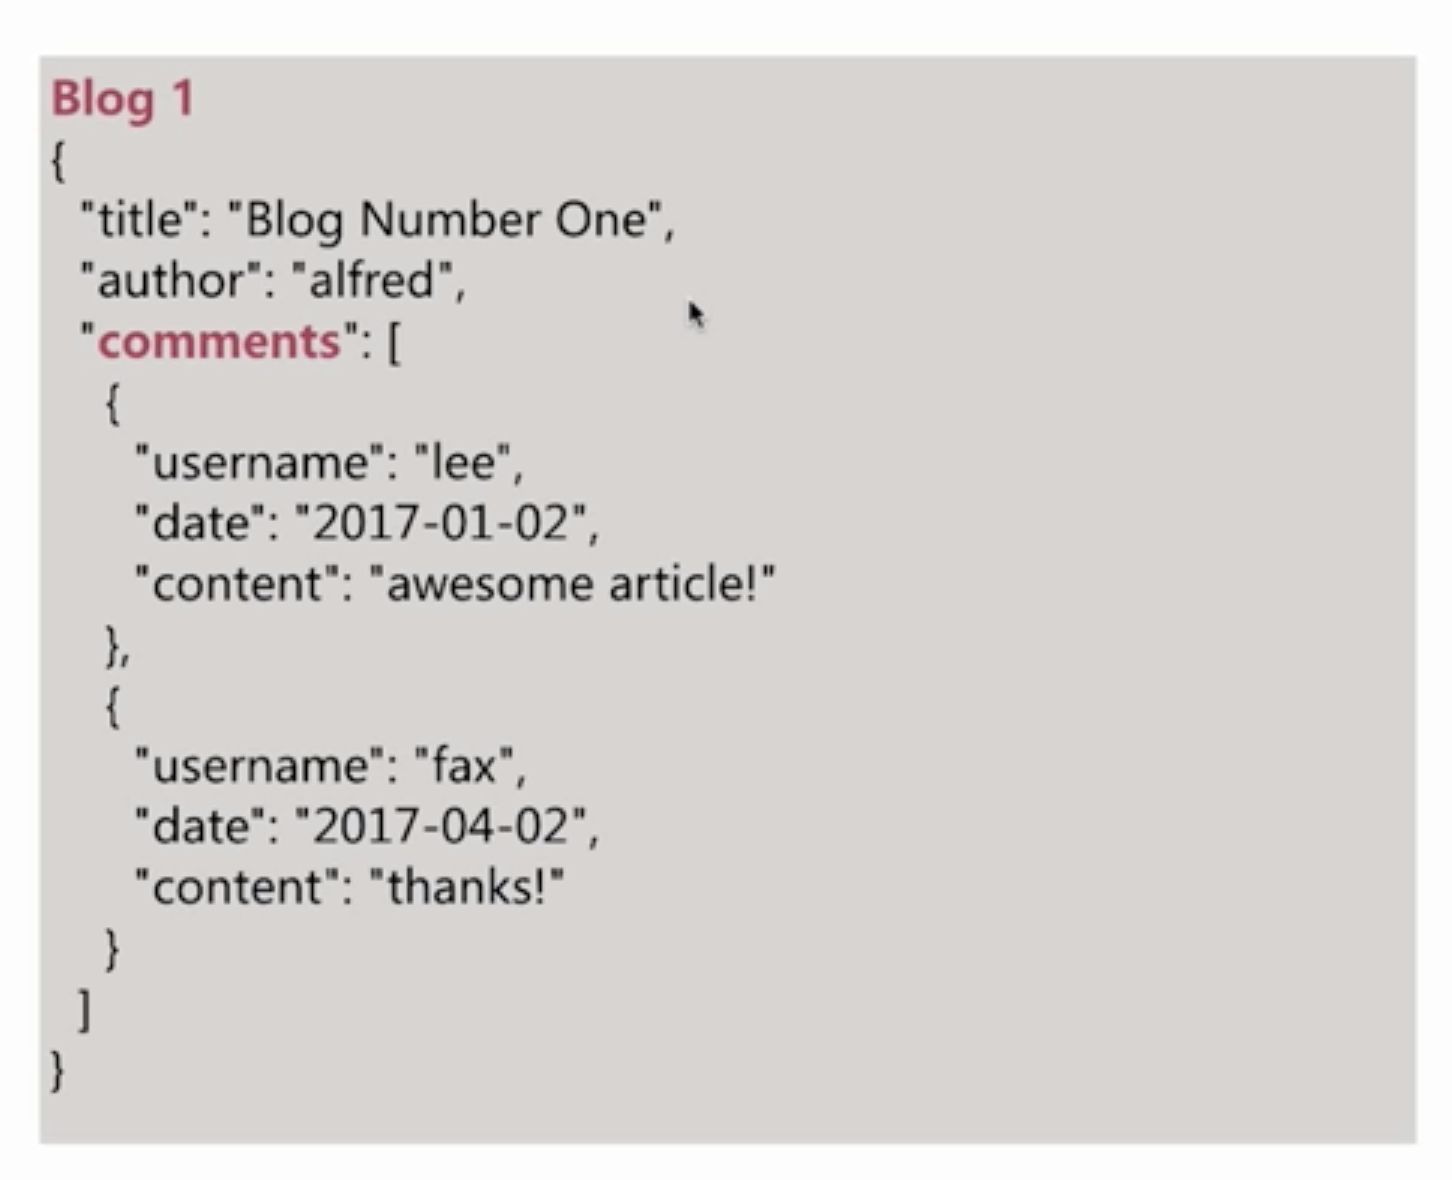 Blog 1
{
"title": "Blog Number One",
"author": "alfred",
"comments": [
{
"username": "lee",
"date": "2017-01-02",
"content": "awesome article!"
},
{
"username": "fax",
"date": "2017-04-02",
"content": "thanks!"
}
]
}